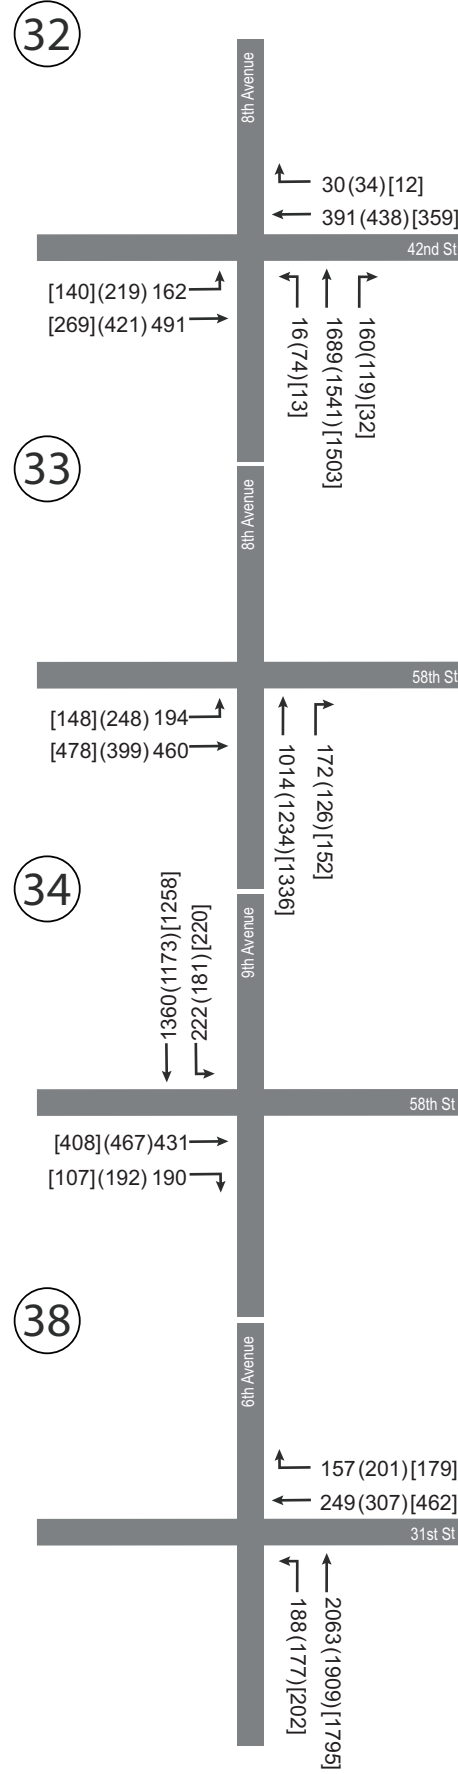 32
8th Avenue
30 (34) [12]
391 (438) [359]
42nd St
[140] (219) 162
[269] (421) 491
16 (74) [13]
1689 (1541) [1503]
160 (119) [32]
33
8th Avenue
58th St
[148] (248) 194
[478] (399) 460
1014 (1234) [1336]
172 (126) [152]
34
1360 (1173) [1258]
222 (181) [220]
9th Avenue
58th St
[408] (467) 431
[107] (192) 190
38
6th Avenue
157 (201) [179]
249 (307) [462]
31st St
188 (177) [202]
2063 (1909) [1795]